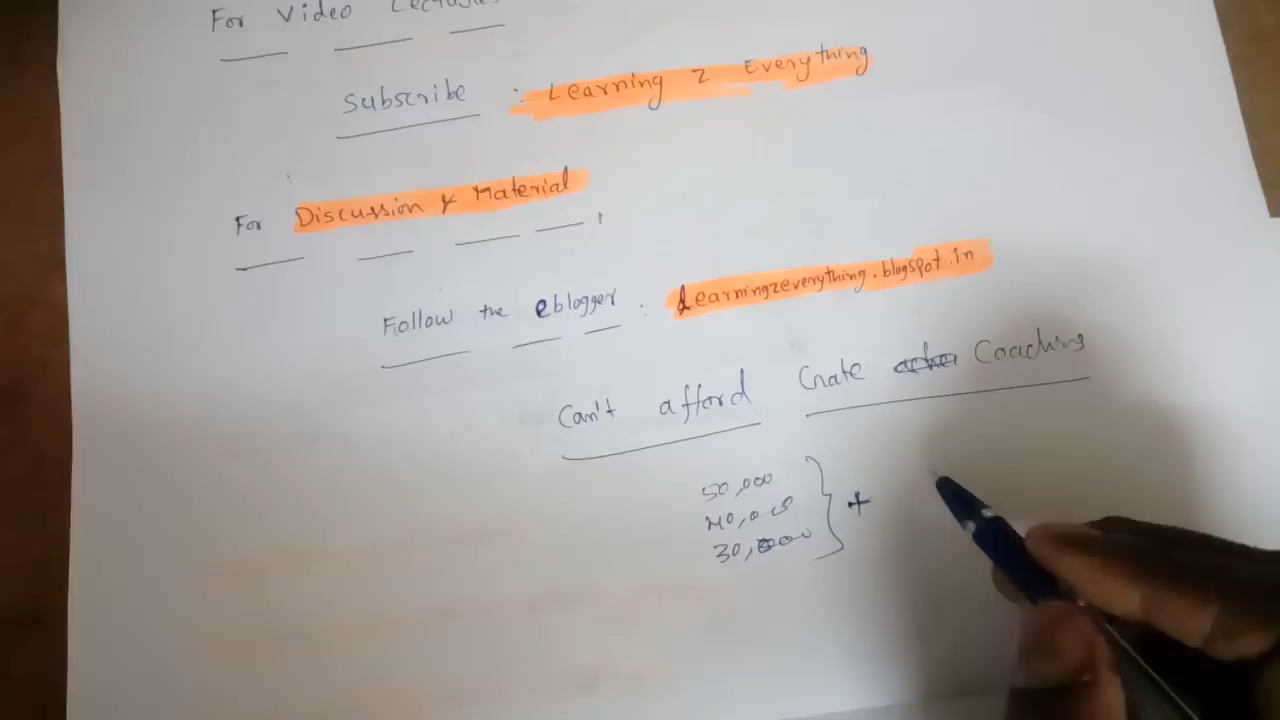 For Video Lectures
Subscribe : Learning 2 Everything
For Discussion & Material
Follow the eblogger : Learning2everything.blogspot.in
Can't afford Gate Coaching
50,000
40,000
30,000 } +